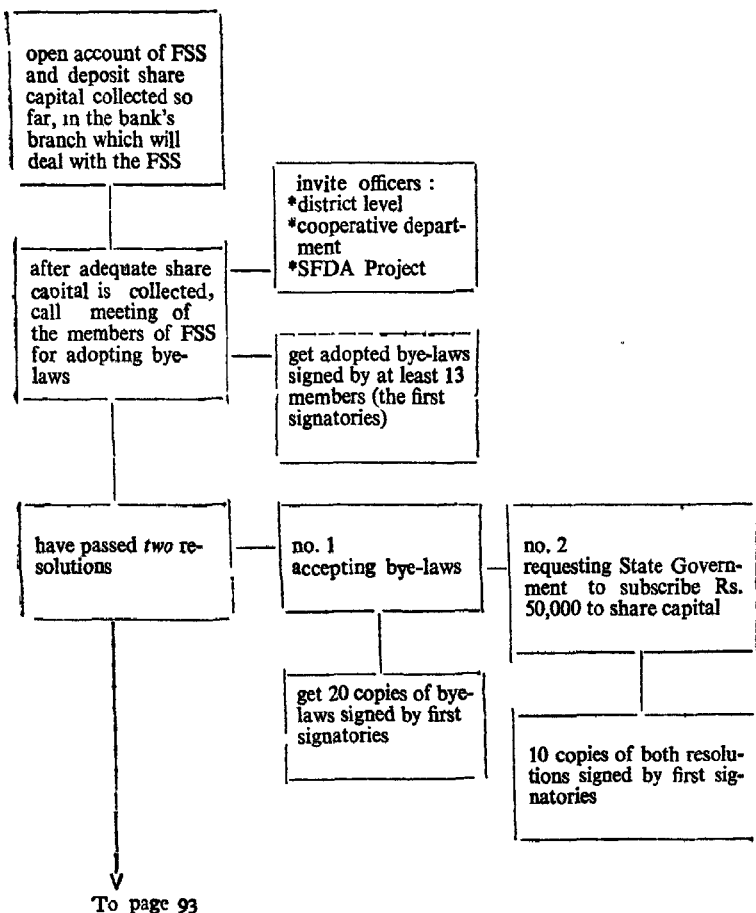 open account of FSS
and deposit share
capital collected so
far, in the bank's
branch which will
deal with the FSS
invite officers :
*district level
*cooperative depart-
ment
*SFDA Project
after adequate share
capital is collected,
call meeting of
the members of FSS
for adopting bye-
laws
get adopted bye-laws
signed by at least 13
members (the first
signatories)
have passed two re-
solutions
no. 1
accepting bye-laws
no. 2
requesting State Govern-
ment to subscribe Rs.
50,000 to share capital
get 20 copies of bye-
laws signed by first
signatories
10 copies of both resolu-
tions signed by first sig-
natories
To page 93